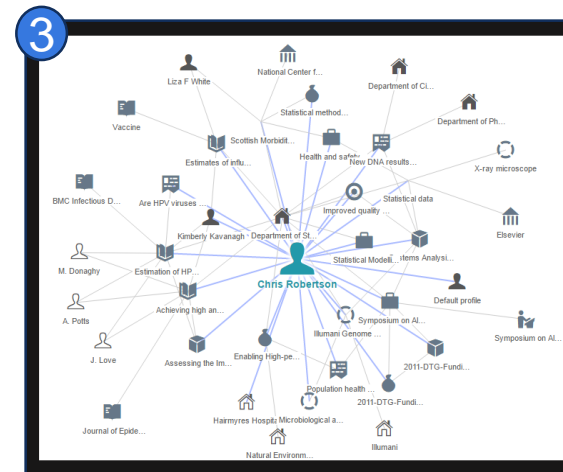 3
National Center f...
Liza F White
Department of Ci...
Statistical method...
Department of Ph...
Vaccine
Scottish Morbidit...
Health and safety
New DNA results...
Estimates of influ...
X-ray microscope
BMC Infectious D...
Are HPV viruses ...
Improved quality ...
Statistical data
Elsevier
Kimberly Kavanagh
Department of St...
M. Donaghy
Estimation of HP...
Statistical Modelli
items Analysi...
Chris Robertson
Default profile
A. Potts
Achieving high an...
Illumani Genome ...
Symposium on Al...
Symposium on Al...
J. Love
Assessing the Im...
Enabling High-pe...
2011-DTG-Fundi...
Population health ...
2011-DTG-Fundi...
Journal of Epide...
Hairmyres Hospita
Microbiological a...
Natural Environm...
Illumani